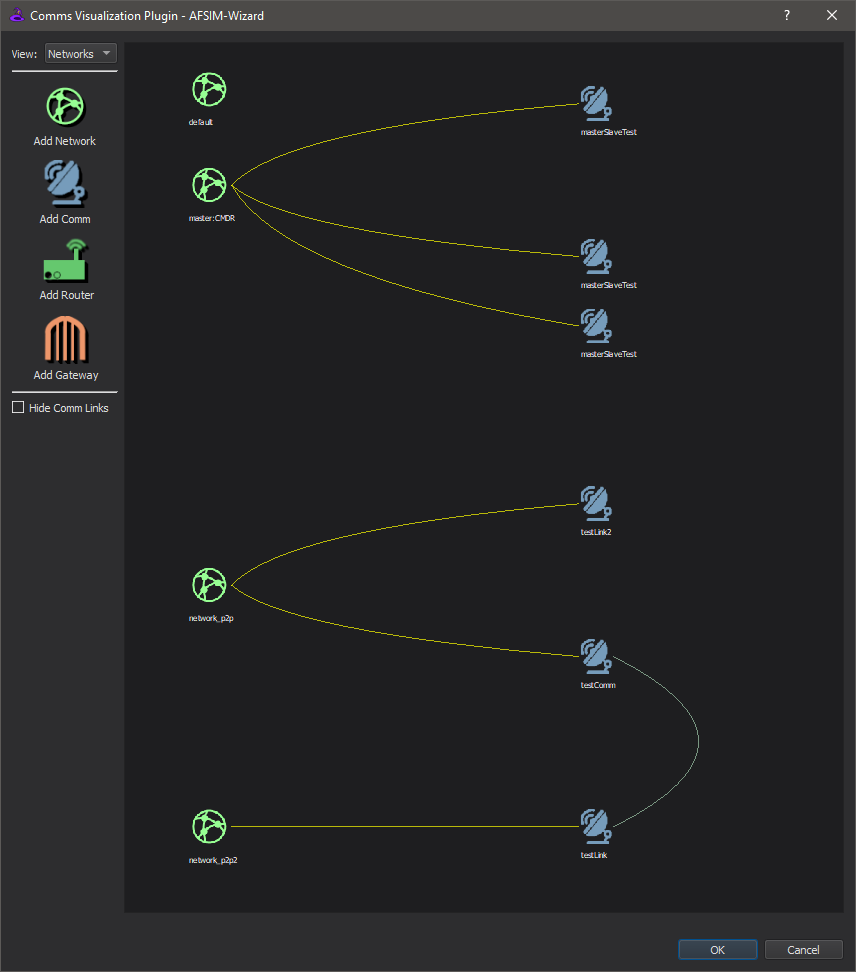 Comms Visualization Plugin - AFSIM-Wizard
?
View: Networks
Add Network
Add Comm
Add Router
Add Gateway
Hide Comm Links
default
masterSlaveTest
master:CMDR
masterSlaveTest
masterSlaveTest
testLink2
network_p2p
testComm
network_p2p2
testLink
OK
Cancel